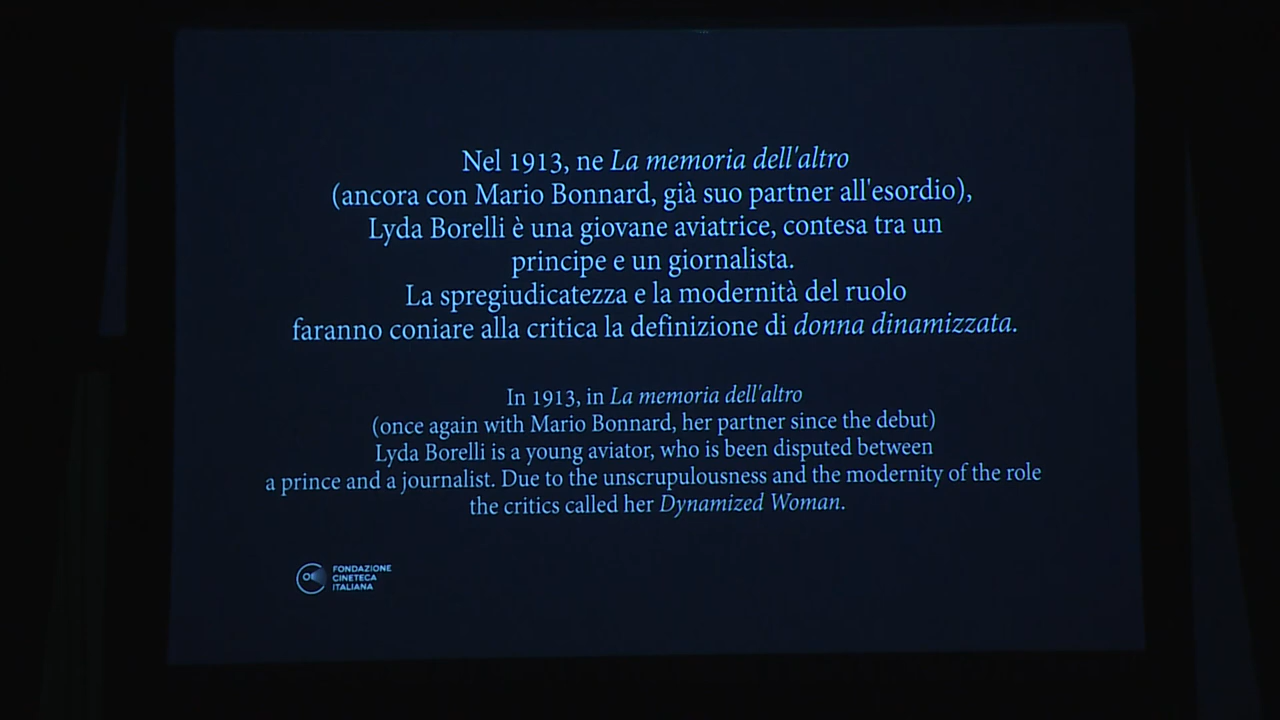 Nel 1913, ne La memoria dell'altro
(ancora con Mario Bonnard, già suo partner all'esordio),
Lyda Borelli è una giovane aviatrice, contesa tra un
principe e un giornalista.
La spregiudicatezza e la modernità del ruolo
faranno coniare alla critica la definizione di donna dinamizzata.
In 1913, in La memoria dell'altro
(once again with Mario Bonnard, her partner since the debut)
Lyda Borelli is a young aviator, who is been disputed between
a prince and a journalist. Due to the unscrupulousness and the modernity of the role
the critics called her Dynamized Woman.
FONDAZIONE
CINETECA
ITALIANA